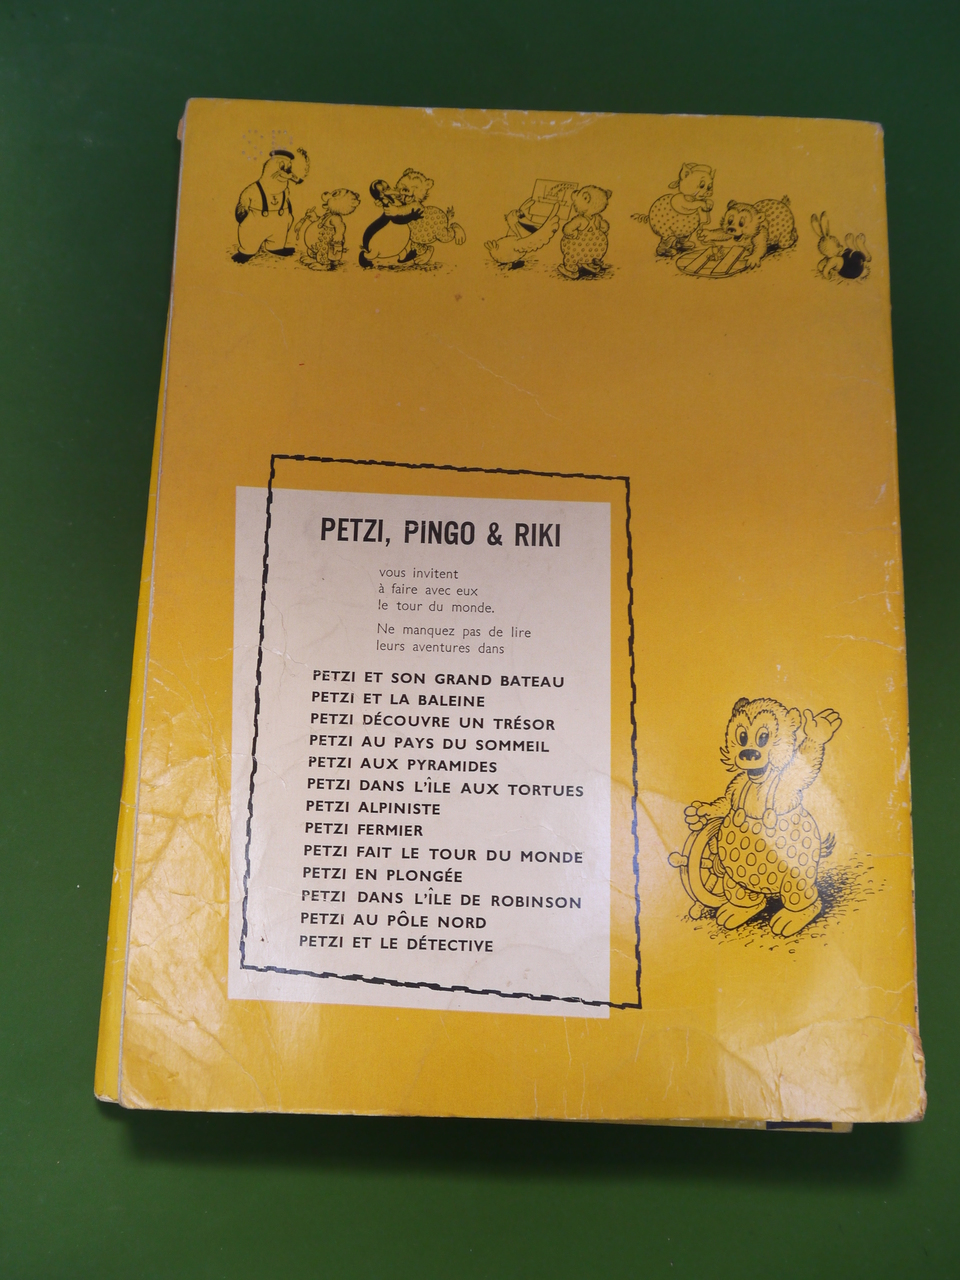 PETZI, PINGO & RIKI
vous invitent
à faire avec eux
le tour du monde.
Ne manquez pas de lire
leurs aventures dans
PETZI ET SON GRAND BATEAU
PETZI ET LA BALEINE
PETZI DÉCOUVRE UN TRÉSOR
PETZI AU PAYS DU SOMMEIL
PETZI AUX PYRAMIDES
PETZI DANS L'ÎLE AUX TORTUES
PETZI ALPINISTE
PETZI FERMIER
PETZI FAIT LE TOUR DU MONDE
PETZI EN PLONGÉE
PETZI DANS L'ÎLE DE ROBINSON
PETZI AU PÔLE NORD
PETZI ET LE DÉTECTIVE